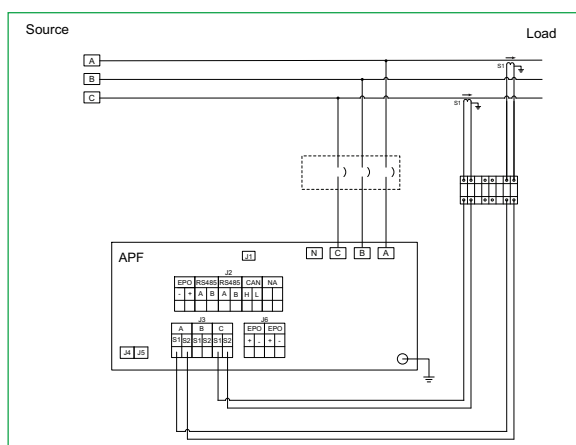 Source
Load
A
S1
B
C
S1
APF
J1
N C B A
J2
EPO RS485 RS485 CAN NA
- + A B A B H L
J3 J6
A B C EPO EPO
S1 S2 S1 S2 S1 S2 + - + -
J4 J5